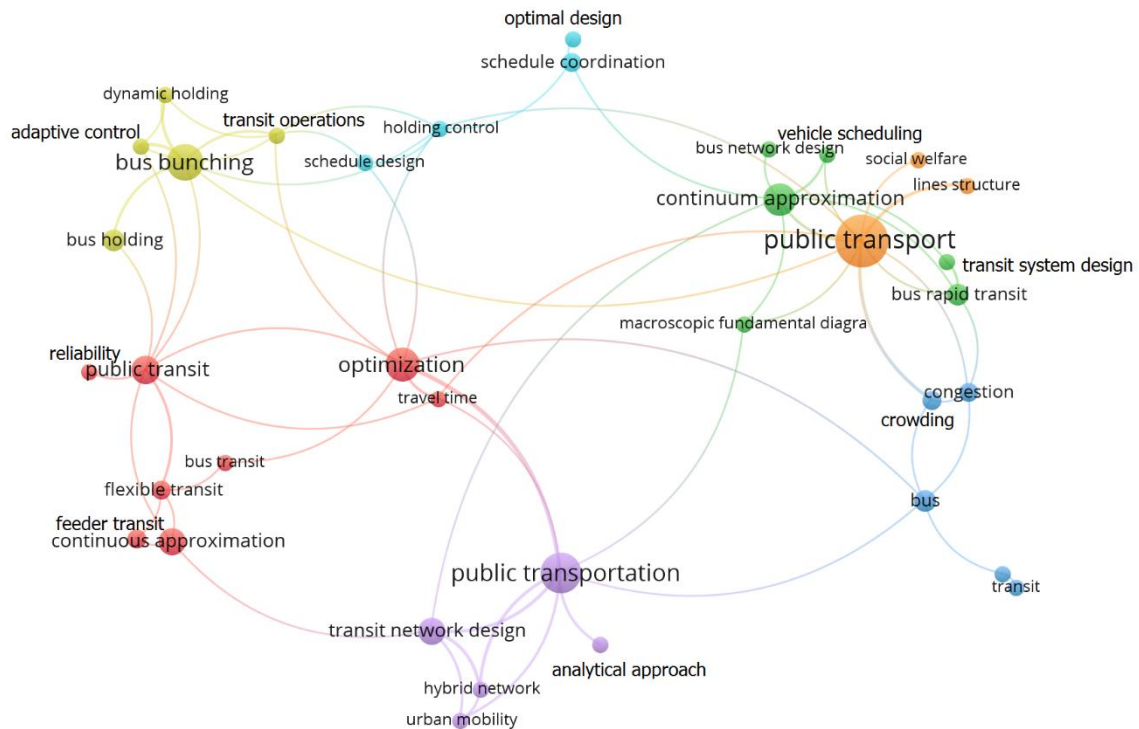 optimal design
schedule coordination
dynamic holding
adaptive control
transit operations
holding control
bus bunching
schedule design
vehicle scheduling
bus network design
social welfare
continuum approximation
lines structure
bus holding
public transport
transit system design
bus rapid transit
macroscopic fundamental diagra
reliability
public transit
optimization
travel time
congestion
crowding
bus transit
flexible transit
bus
feeder transit
continuous approximation
public transportation
transit
transit network design
analytical approach
hybrid network
urban mobility